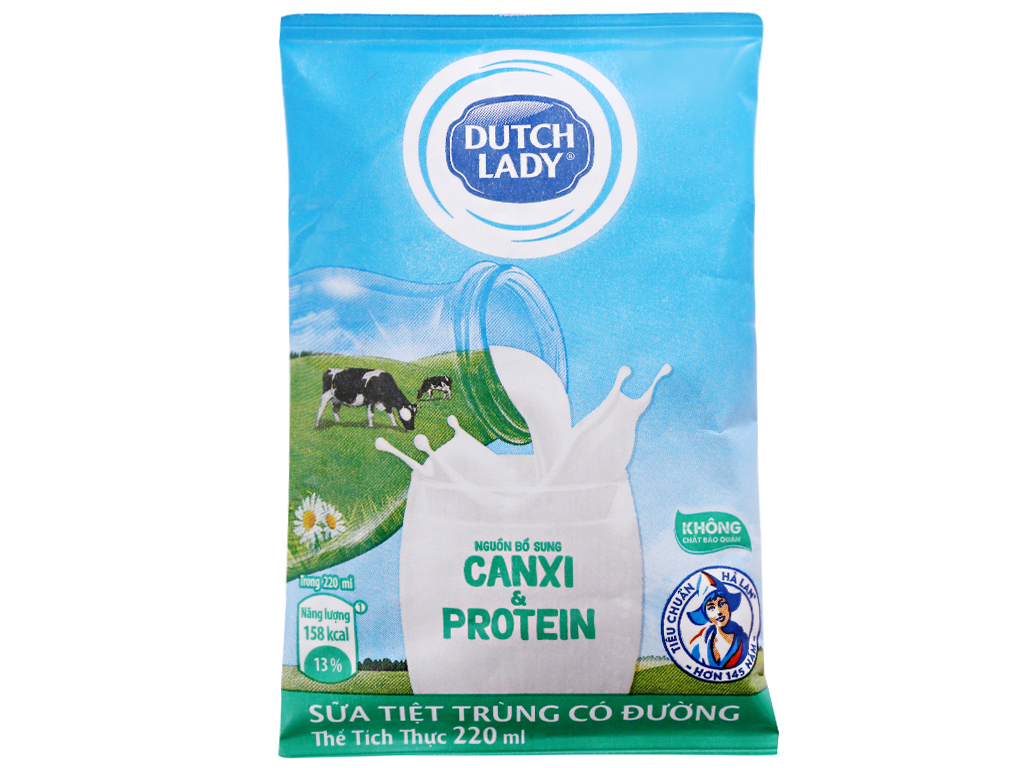 DUTCH
LADY®
NGUỒN BỔ SUNG
CANXI
&
PROTEIN
KHÔNG
CHẤT BẢO QUẢN
TIÊU CHUẨN HÀ LAN
- HƠN 145 NĂM -
Trong 220 ml
Năng lượng
1
158 kcal
13%
SỮA TIỆT TRÙNG CÓ ĐƯỜNG
Thể Tích Thực 220 ml